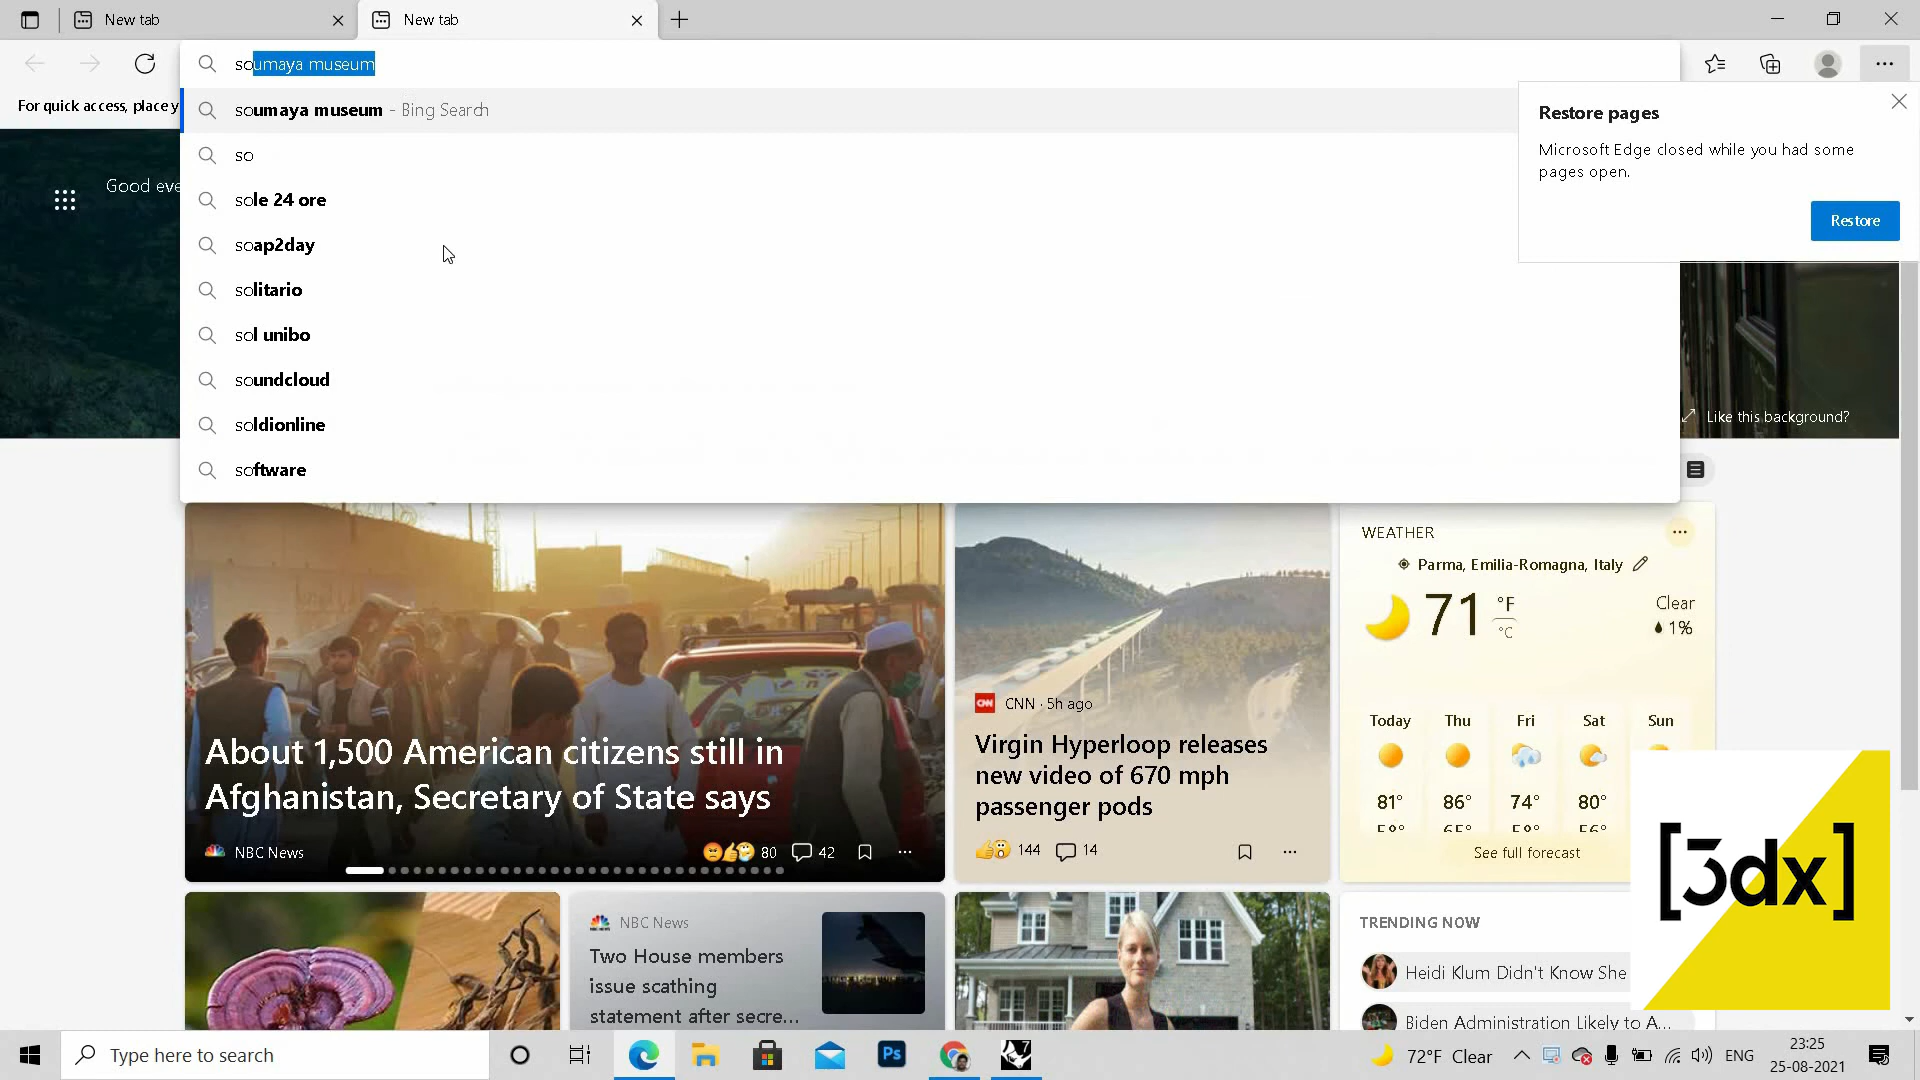 New tab
New tab
soumaya museum
For quick access, place y
soumaya museum - Bing Search
so
sole 24 ore
soap2day
solitario
sol unibo
soundcloud
soldionline
software
Good eve
Restore pages
Microsoft Edge closed while you had some
pages open.
Restore
Like this background?
About 1,500 American citizens still in
Afghanistan, Secretary of State says
NBC News
80
42
CNN · 5h ago
Virgin Hyperloop releases
new video of 670 mph
passenger pods
144
14
WEATHER
Parma, Emilia-Romagna, Italy
71 °F
°C
Clear
1%
Today Thu Fri Sat Sun
81° 86° 74° 80°
See full forecast
NBC News
Two House members
issue scathing
statement after secre...
TRENDING NOW
Heidi Klum Didn't Know She
Biden Administration Likely to A...
[3dx]
Type here to search
Ps
7
72°F Clear
ENG
23:25
25-08-2021